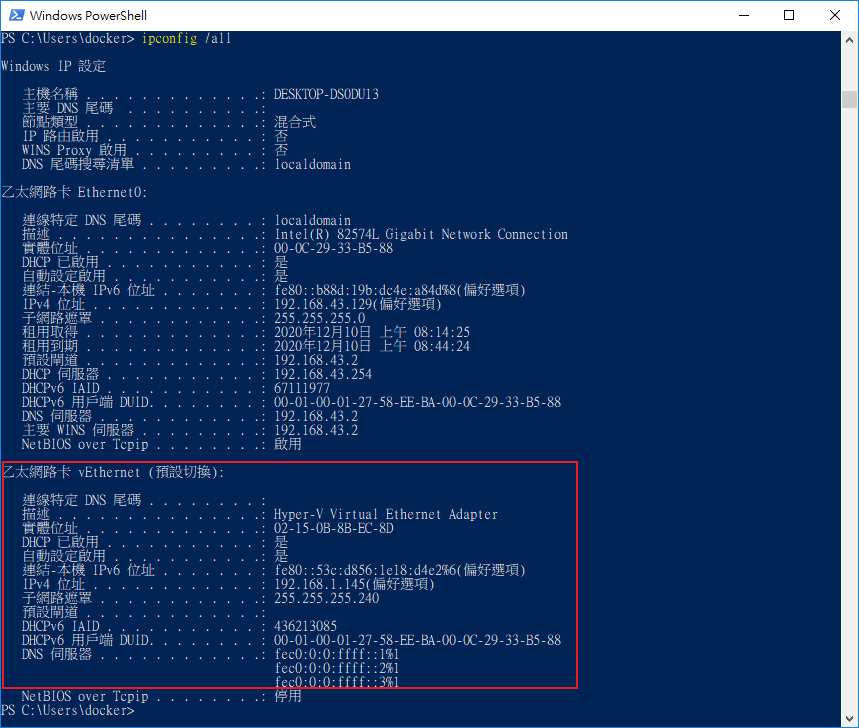 Windows PowerShell
PS C:\Users\docker> ipconfig /all
Windows IP 設定
主機名稱 . . . . . . . . . . . . . : DESKTOP-DS0DU13
主要 DNS 尾碼 . . . . . . . . . . :
節點類型 . . . . . . . . . . . . . : 混合式
IP 路由啟用 . . . . . . . . . . . : 否
WINS Proxy 啟用 . . . . . . . . . : 否
DNS 尾碼搜尋清單 . . . . . . . . . : localdomain
乙太網路卡 Ethernet0:
連線特定 DNS 尾碼 . . . . . . . . : localdomain
描述 . . . . . . . . . . . . . . . : Intel(R) 82574L Gigabit Network Connection
實體位址 . . . . . . . . . . . . . : 00-0C-29-33-B5-88
DHCP 已啟用 . . . . . . . . . . . : 是
自動設定啟用 . . . . . . . . . . . : 是
連結-本機 IPv6 位址 . . . . . . . : fe80::b88d:19b:dc4e:a84d%8(偏好選項)
IPv4 位址 . . . . . . . . . . . . : 192.168.43.129(偏好選項)
子網路遮罩 . . . . . . . . . . . . : 255.255.255.0
租用取得 . . . . . . . . . . . . . : 2020年12月10日 上午 08:14:25
租用到期 . . . . . . . . . . . . . : 2020年12月10日 上午 08:44:24
預設閘道 . . . . . . . . . . . . . : 192.168.43.2
DHCP 伺服器 . . . . . . . . . . . : 192.168.43.254
DHCPv6 IAID . . . . . . . . . . . : 67111977
DHCPv6 用戶端 DUID. . . . . . . . : 00-01-00-01-27-58-EE-BA-00-0C-29-33-B5-88
DNS 伺服器 . . . . . . . . . . . . : 192.168.43.2
主要 WINS 伺服器 . . . . . . . . . : 192.168.43.2
NetBIOS over Tcpip . . . . . . . . : 啟用
乙太網路卡 vEthernet (預設切換):
連線特定 DNS 尾碼 . . . . . . . . :
描述 . . . . . . . . . . . . . . . : Hyper-V Virtual Ethernet Adapter
實體位址 . . . . . . . . . . . . . : 02-15-0B-8B-EC-8D
DHCP 已啟用 . . . . . . . . . . . : 是
自動設定啟用 . . . . . . . . . . . : 是
連結-本機 IPv6 位址 . . . . . . . : fe80::53c:d856:1e18:d4e2%6(偏好選項)
IPv4 位址 . . . . . . . . . . . . : 192.168.1.145(偏好選項)
子網路遮罩 . . . . . . . . . . . . : 255.255.255.240
預設閘道 . . . . . . . . . . . . . :
DHCPv6 IAID . . . . . . . . . . . : 436213085
DHCPv6 用戶端 DUID. . . . . . . . : 00-01-00-01-27-58-EE-BA-00-0C-29-33-B5-88
DNS 伺服器 . . . . . . . . . . . . : fec0:0:0:ffff::1%1
fec0:0:0:ffff::2%1
fec0:0:0:ffff::3%1
NetBIOS over Tcpip . . . . . . . . : 停用
PS C:\Users\docker>